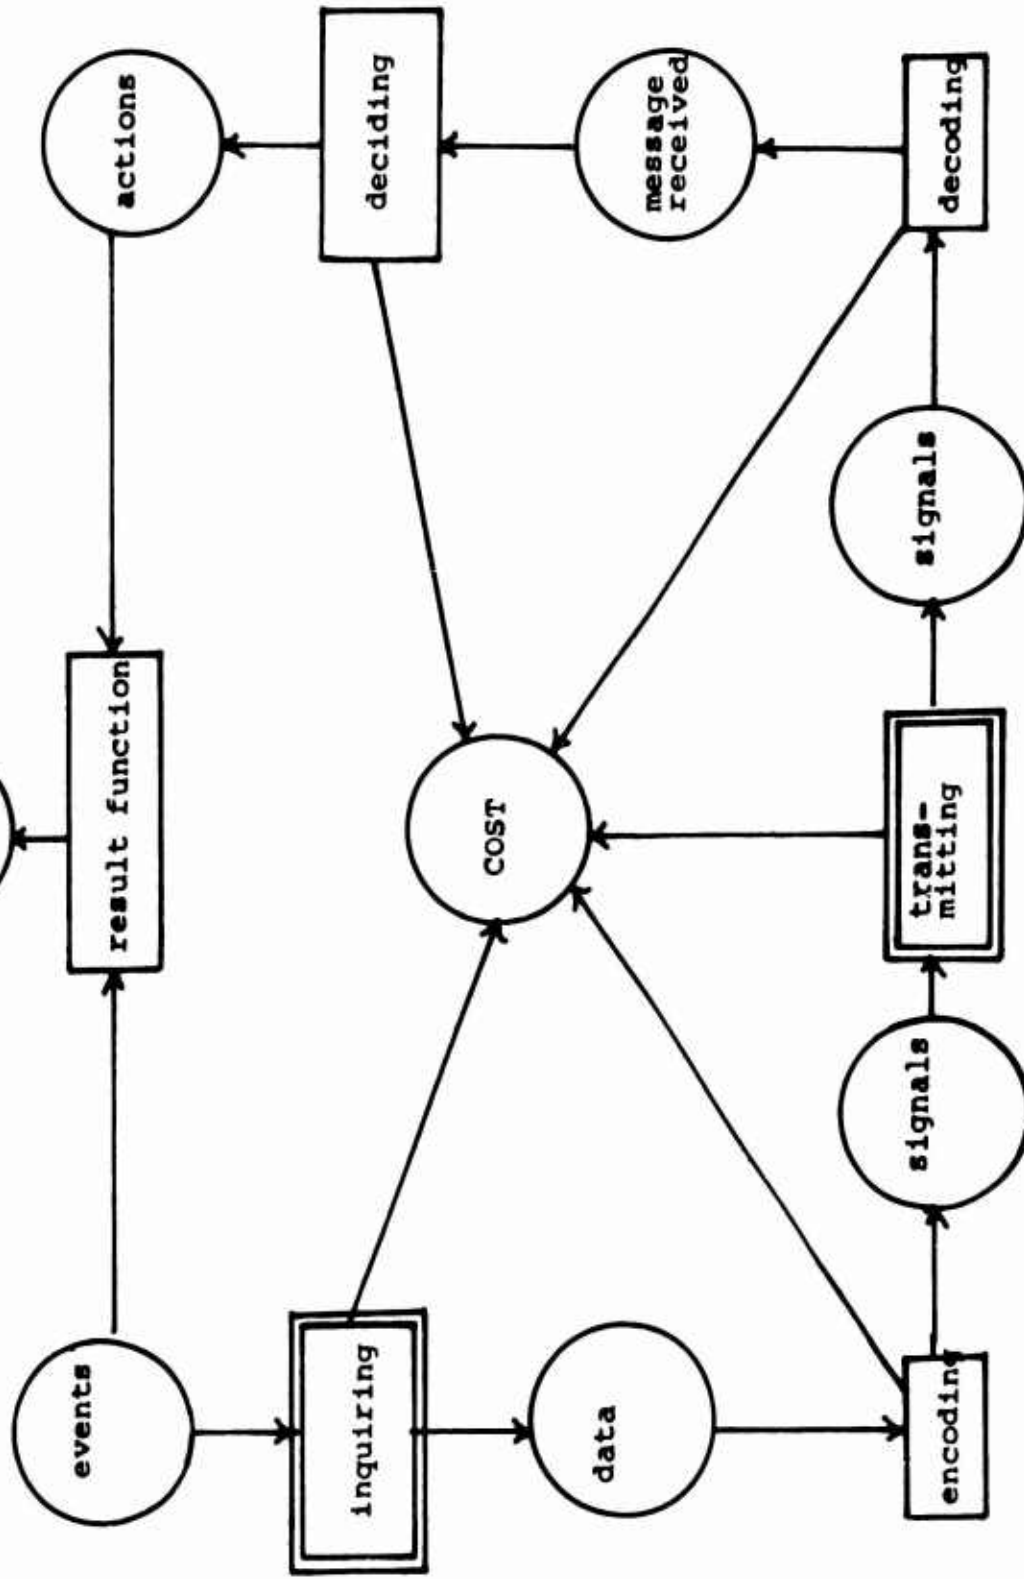 events
result function
actions
inquiring
deciding
data
COST
message
received
encoding
signals
trans-
mitting
signals
decoding